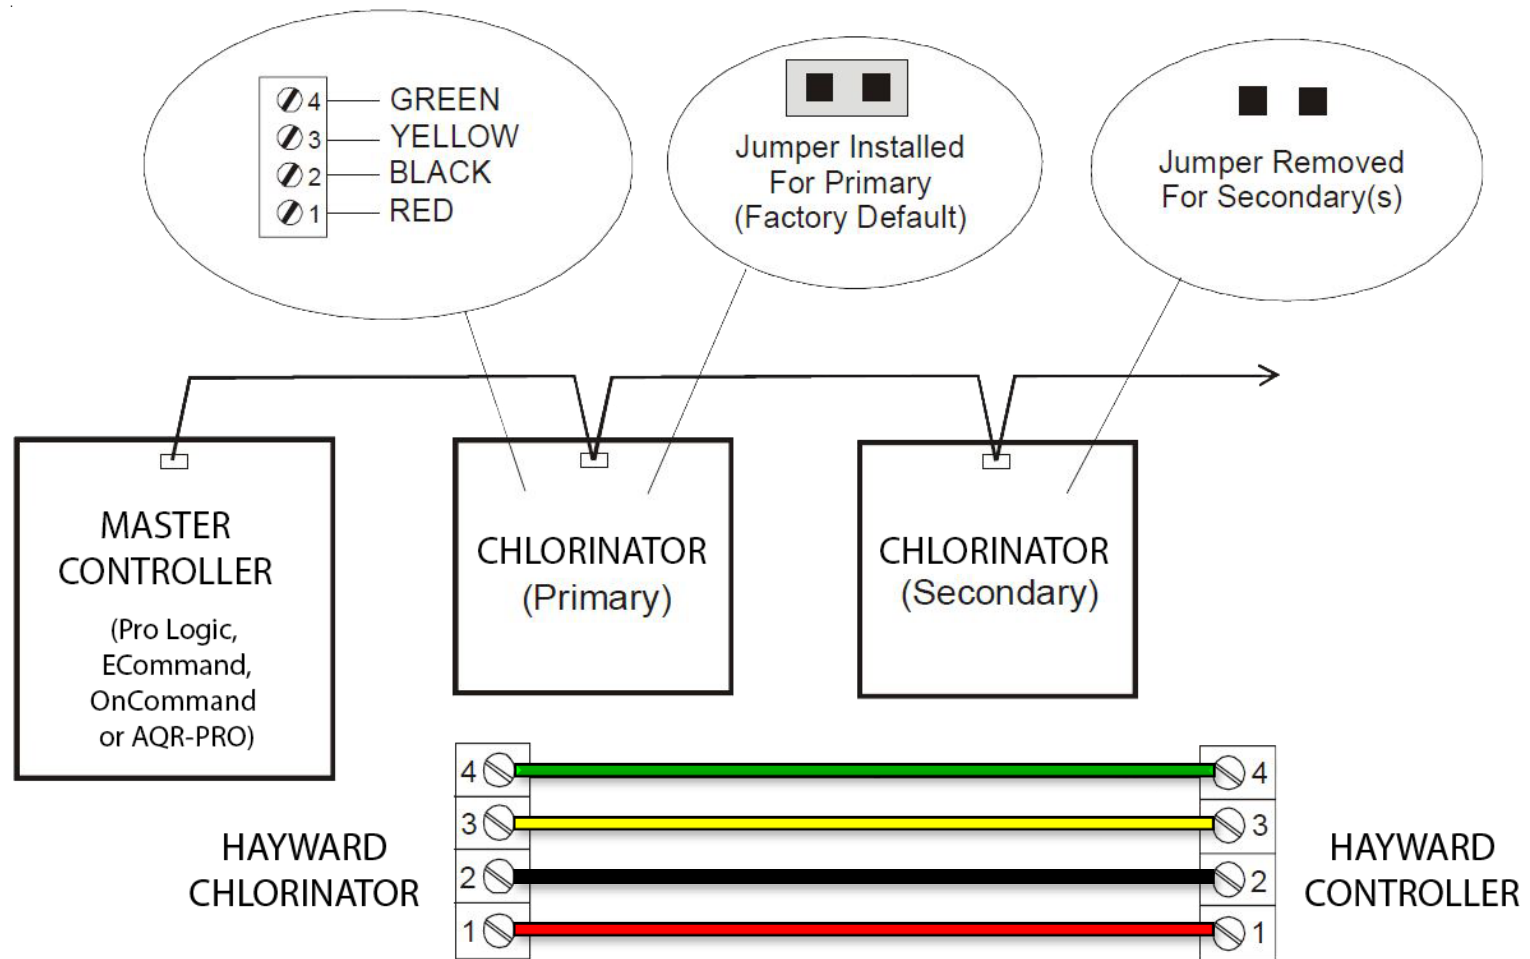 4 GREEN
3 YELLOW
2 BLACK
1 RED
Jumper Installed
For Primary
(Factory Default)
Jumper Removed
For Secondary(s)
MASTER
CONTROLLER
(Pro Logic,
ECommand,
OnCommand
or AQR-PRO)
CHLORINATOR
(Primary)
CHLORINATOR
(Secondary)
HAYWARD
CHLORINATOR
4
3
2
1
4
3
2
1
HAYWARD
CONTROLLER